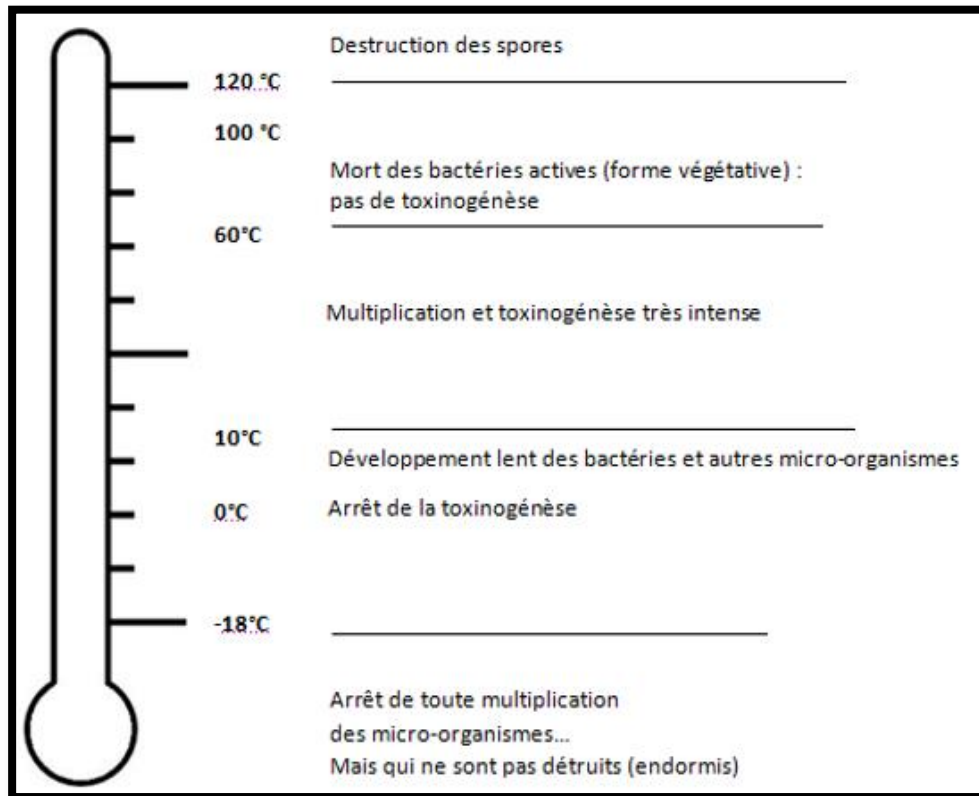 Destruction des spores
120 °C
100 °C
Mort des bactéries actives (forme végétative) :
pas de toxinogénèse
60°C
Multiplication et toxinogénèse très intense
10°C
Développement lent des bactéries et autres micro-organismes
0°C
Arrêt de la toxinogénèse
-18°C
Arrêt de toute multiplication
des micro-organismes...
Mais qui ne sont pas détruits (endormis)